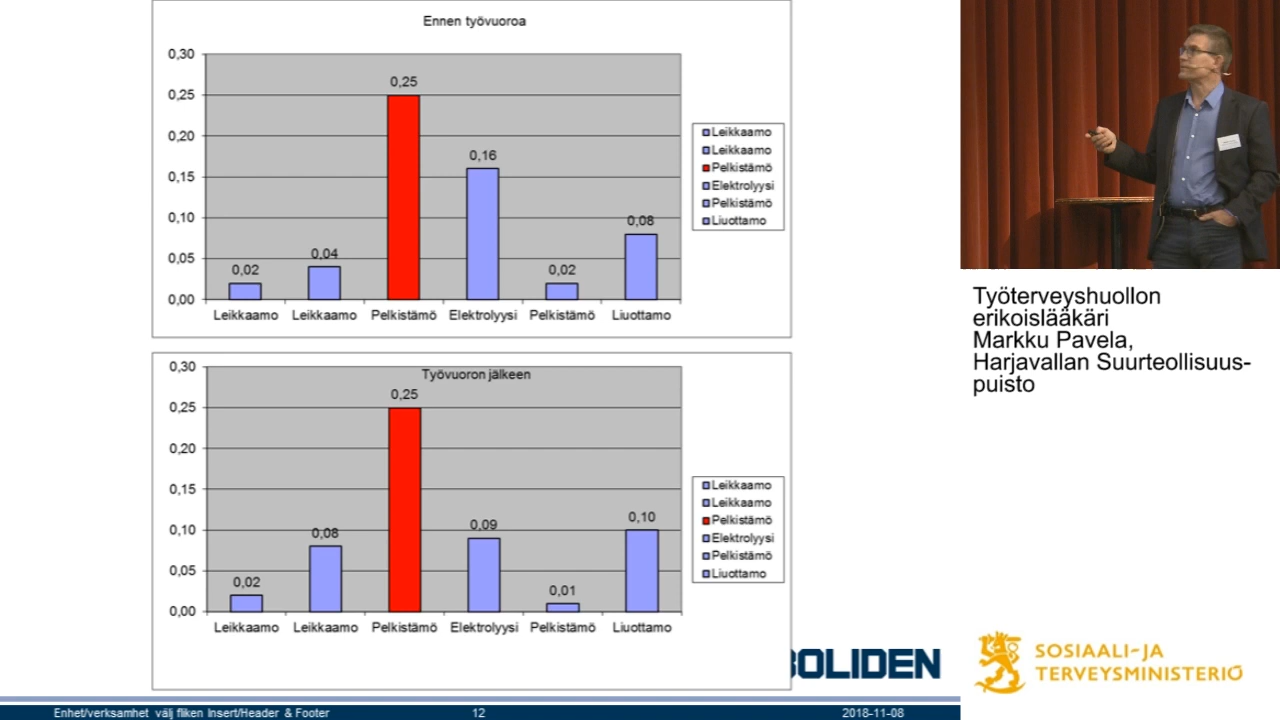 Ennen työvuoroa
0,30
0,25
0,20
0,15
0,10
0,05
0,00
0,02
0,04
0,25
0,16
0,02
0,08
Leikkaamo Leikkaamo Pelkistämö Elektrolyysi Pelkistämö Liuottamo
Leikkaamo
Leikkaamo
Pelkistämö
Elektrolyysi
Pelkistämö
Liuottamo
Työvuoron jälkeen
0,30
0,25
0,20
0,15
0,10
0,05
0,00
0,02
0,08
0,25
0,09
0,01
0,10
Leikkaamo Leikkaamo Pelkistämö Elektrolyysi Pelkistämö Liuottamo
Leikkaamo
Leikkaamo
Pelkistämö
Elektrolyysi
Pelkistämö
Liuottamo
BOLIDEN
Enhet/verksamhet välj fliken Insert/Header & Footer 12 2018-11-08
Työterveyshuollon
erikoislääkäri
Markku Pavela,
Harjavallan Suurteollisuus-
puisto
SOSIAALI-JA
TERVEYSMINISTERIÖ